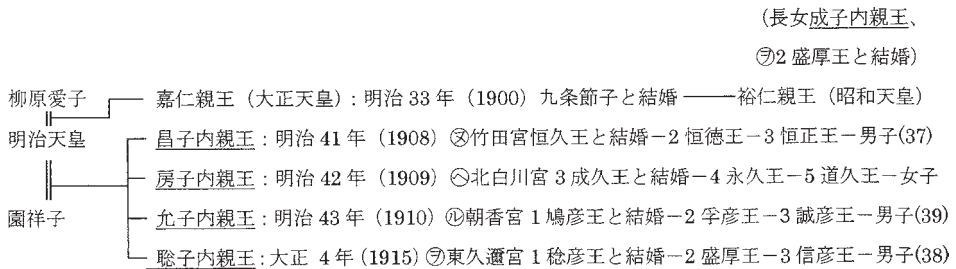 (長女成子内親王、
㋾2 盛厚王と結婚)
柳原愛子
嘉仁親王（大正天皇）：明治 33 年（1900）九条節子と結婚 ―― 裕仁親王（昭和天皇）
明治天皇
昌子内親王：明治 41 年（1908）㋦竹田宮恒久王と結婚－2 恒徳王－3 恒正王－男子(37)
房子内親王：明治 42 年（1909）㋬北白川宮 3 成久王と結婚－4 永久王－5 道久王－女子
園祥子
允子内親王：明治 43 年（1910）㋸朝香宮 1 鳩彦王と結婚－2 孚彦王－3 誠彦王－男子(39)
聡子内親王：大正 4 年（1915）㋾東久邇宮 1 稔彦王と結婚－2 盛厚王－3 信彦王－男子(38)